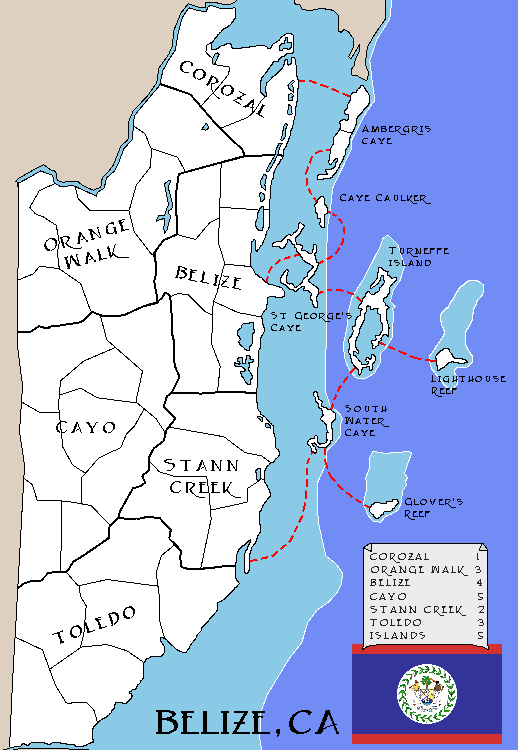 COROZAL
AMBERGRIS
CAYE
CAYE CAULKER
ORANGE
WALK
TURNEFFE
ISLAND
BELIZE
ST GEORGE'S
CAYE
LIGHTHOUSE
REEF
SOUTH
WATER
CAYE
CAYO
STANN
CREEK
GLOVER'S
REEF
TOLEDO
COROZAL 1
ORANGE WALK 3
BELIZE 4
CAYO 5
STANN CREEK 2
TOLEDO 3
ISLANDS 5
BELIZE, CA